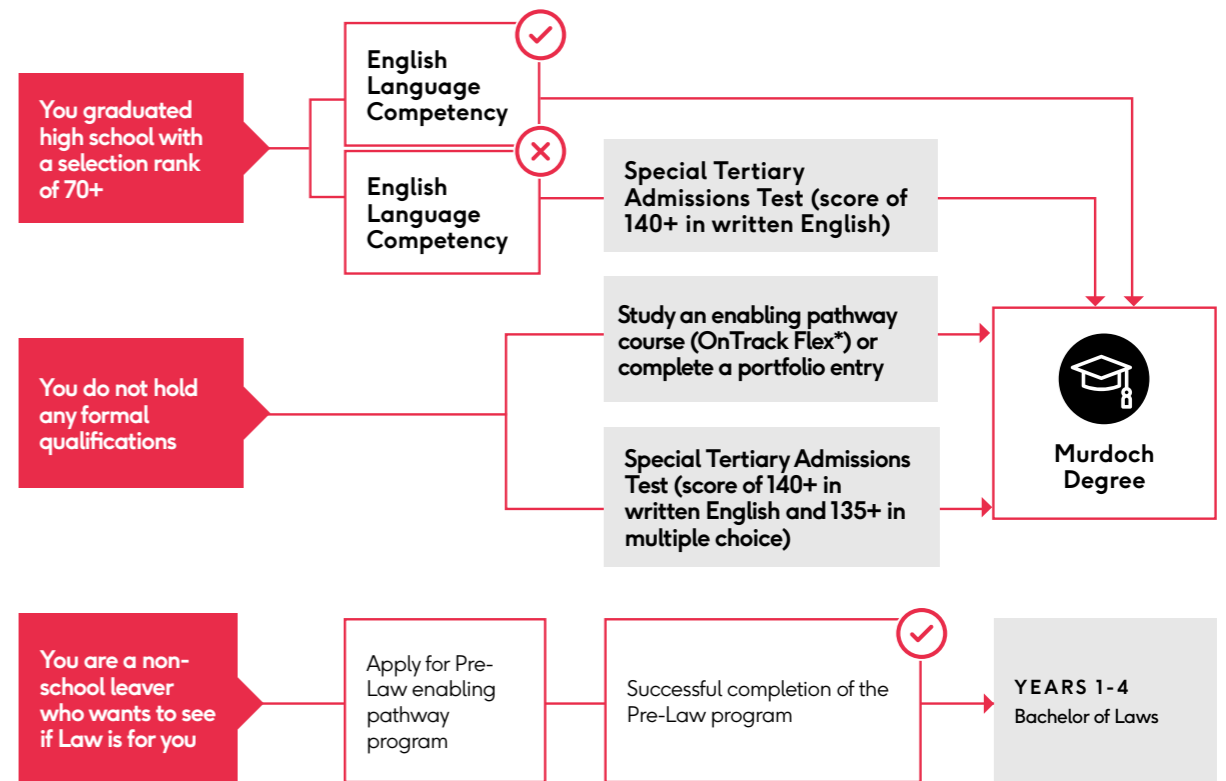 You graduated
high school with
a selection rank
of 70+
English
Language
Competency
English
Language
Competency
Special Tertiary
Admissions Test (score of
140+ in written English)
You do not hold
any formal
qualifications
Study an enabling pathway
course (OnTrack Flex*) or
complete a portfolio entry
Special Tertiary Admissions
Test (score of 140+ in
written English and 135+ in
multiple choice)
Murdoch
Degree
You are a non-
school leaver
who wants to see
if Law is for you
Apply for Pre-
Law enabling
pathway
program
Successful completion of the
Pre-Law program
YEARS 1-4
Bachelor of Laws